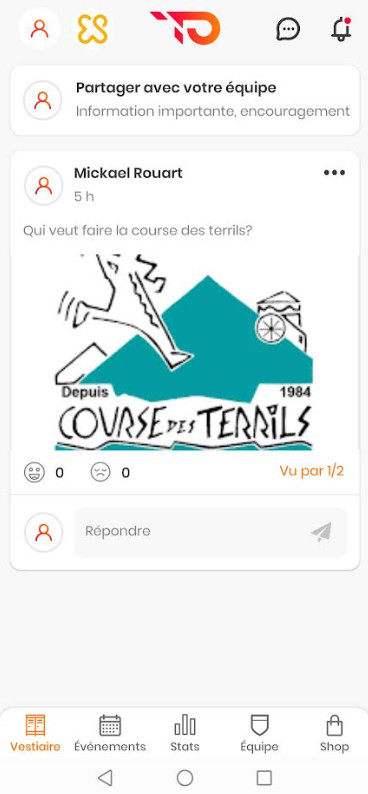 Partager avec votre équipe
Information importante, encouragement
Mickael Rouart
5 h
Qui veut faire la course des terrils?
Depuis 1984
COURSE DES TERRILS
0 0 Vu par 1/2
Répondre
Vestiaire Événements Stats Équipe Shop